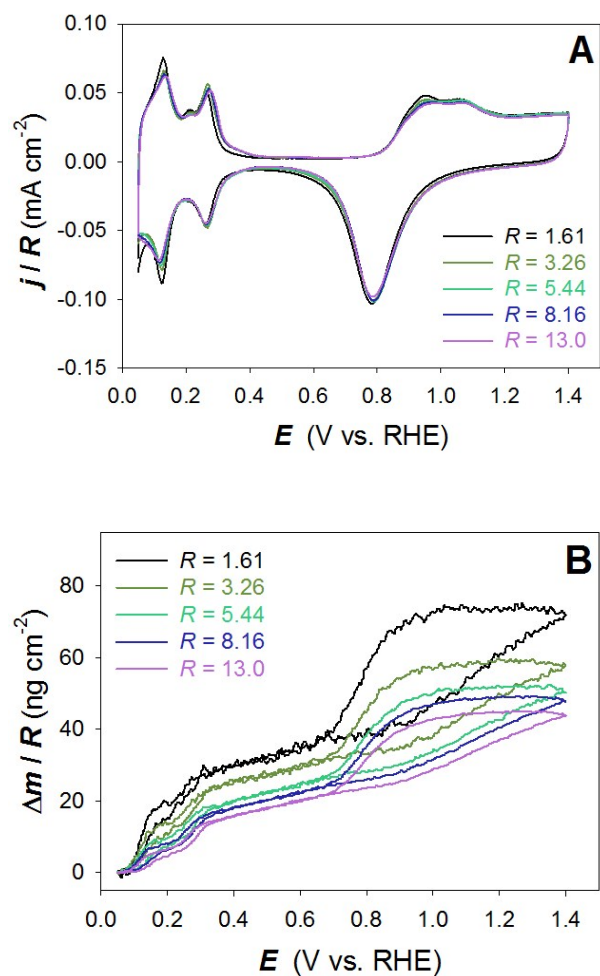 A
0.10
0.05
0.00
-0.05
-0.10
-0.15
j / R (mA cm-2)
R = 1.61
R = 3.26
R = 5.44
R = 8.16
R = 13.0
0.0 0.2 0.4 0.6 0.8 1.0 1.2 1.4
E (V vs. RHE)
B
80
60
40
20
0
Δm / R (ng cm-2)
R = 1.61
R = 3.26
R = 5.44
R = 8.16
R = 13.0
0.0 0.2 0.4 0.6 0.8 1.0 1.2 1.4
E (V vs. RHE)